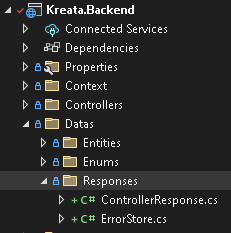 Kreata.Backend
Connected Services
Dependencies
Properties
Context
Controllers
Datas
Entities
Enums
Responses
+ C# ControllerResponse.cs
+ C# ErrorStore.cs